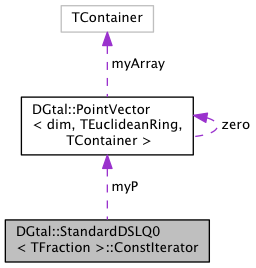 TContainer
myArray
DGtal::PointVector
< dim, TEuclideanRing,
TContainer >
zero
myP
DGtal::StandardDSLQ0
< TFraction >::ConstIterator